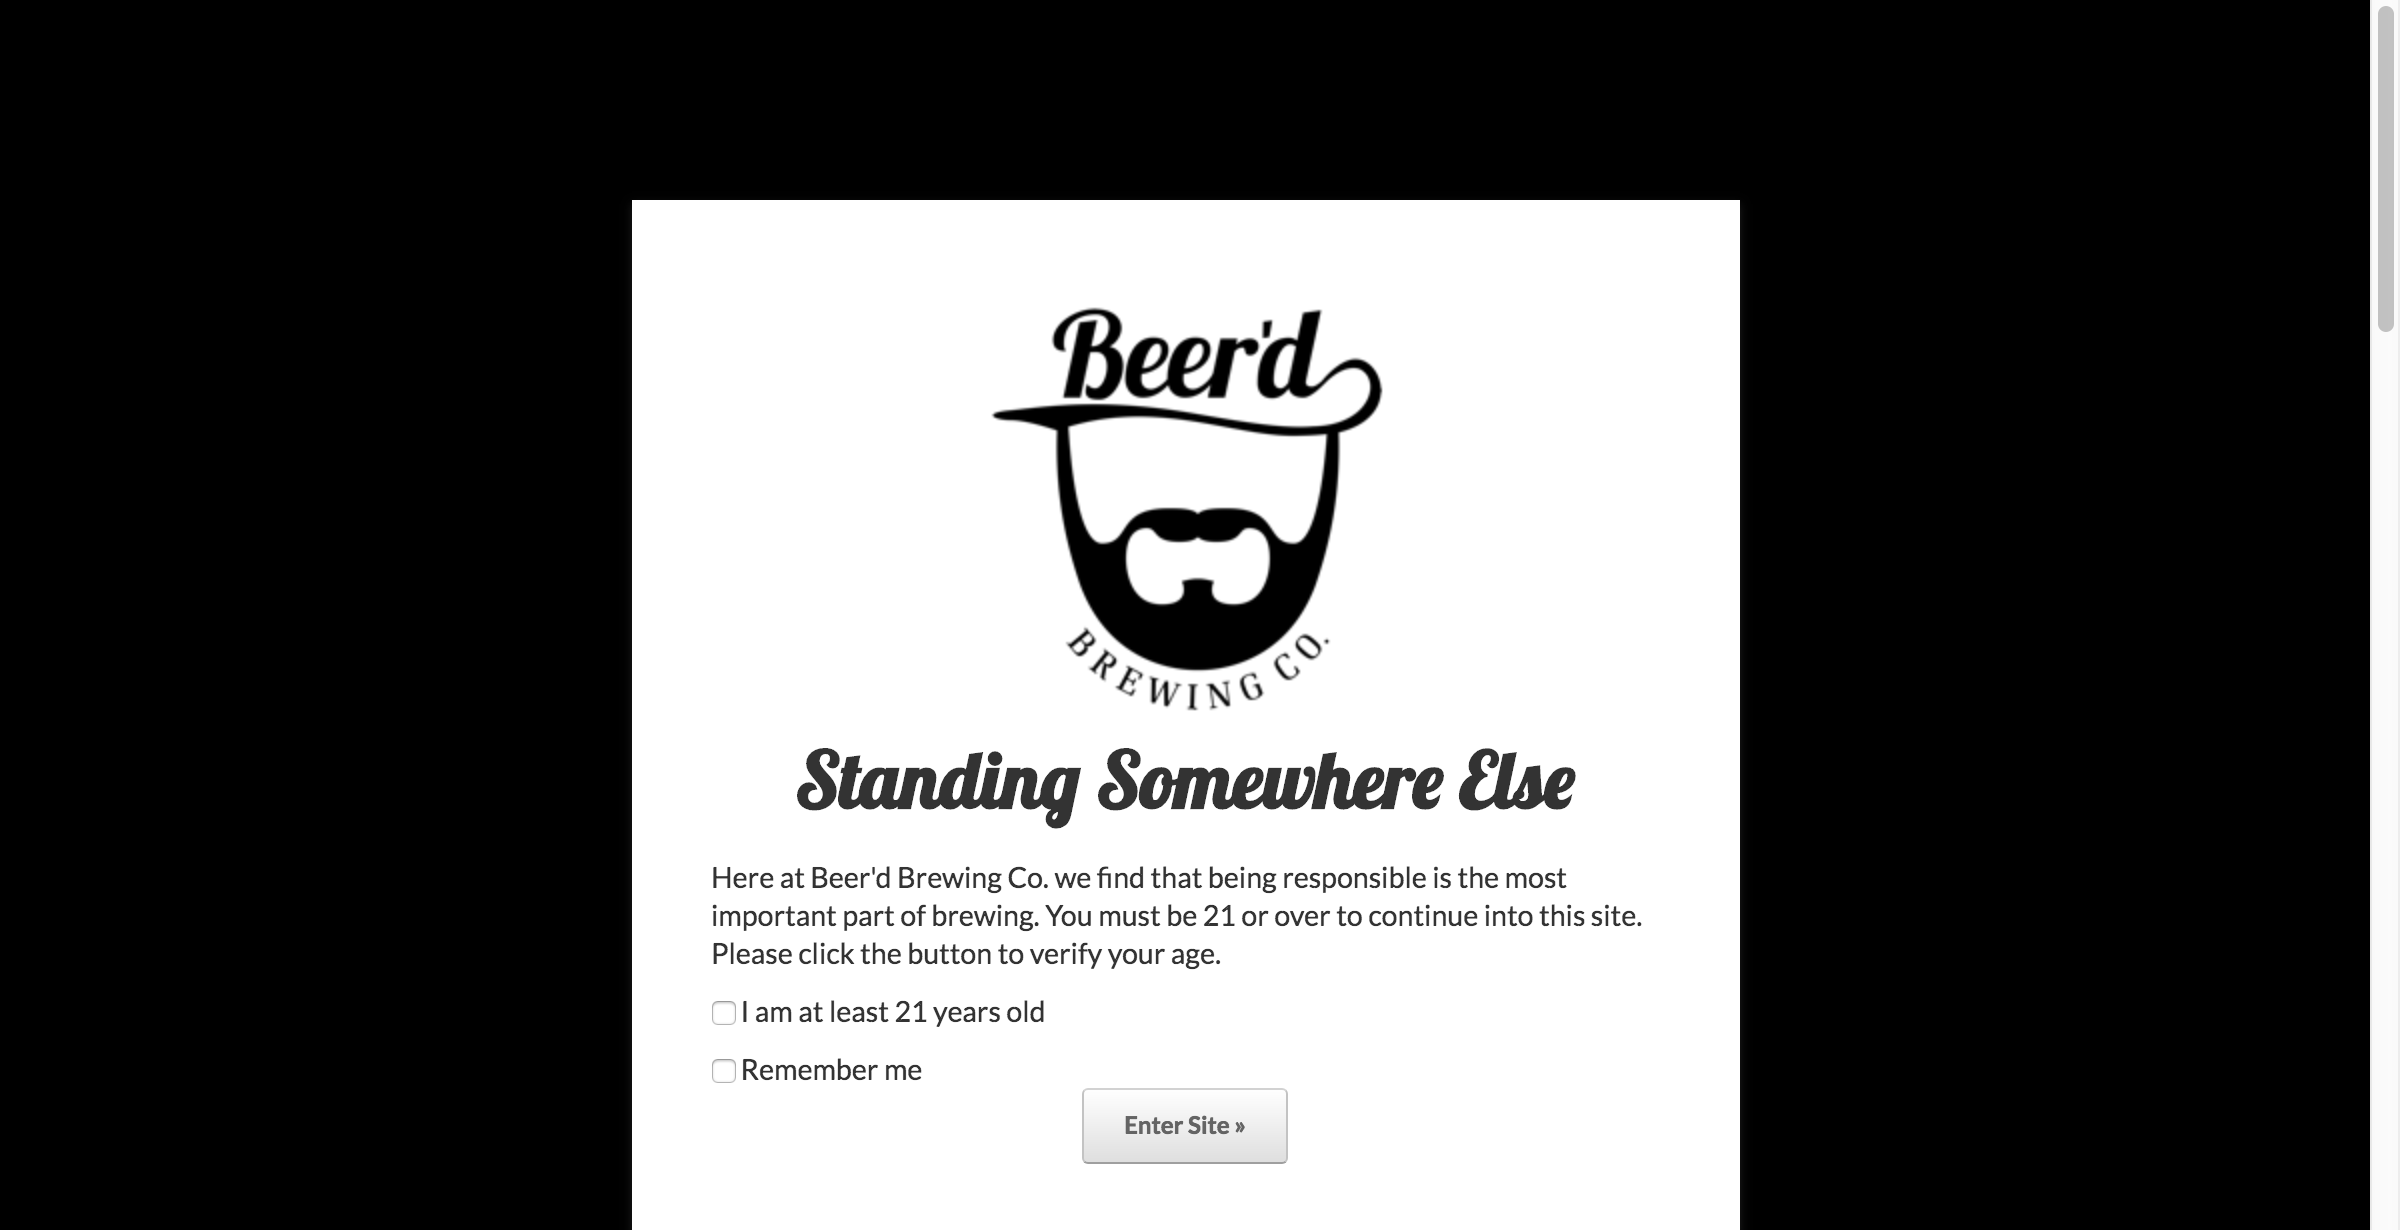 Beer'd
BREWING CO.
Standing Somewhere Else
Here at Beer'd Brewing Co. we find that being responsible is the most
important part of brewing. You must be 21 or over to continue into this site.
Please click the button to verify your age.
I am at least 21 years old
Remember me
Enter Site »